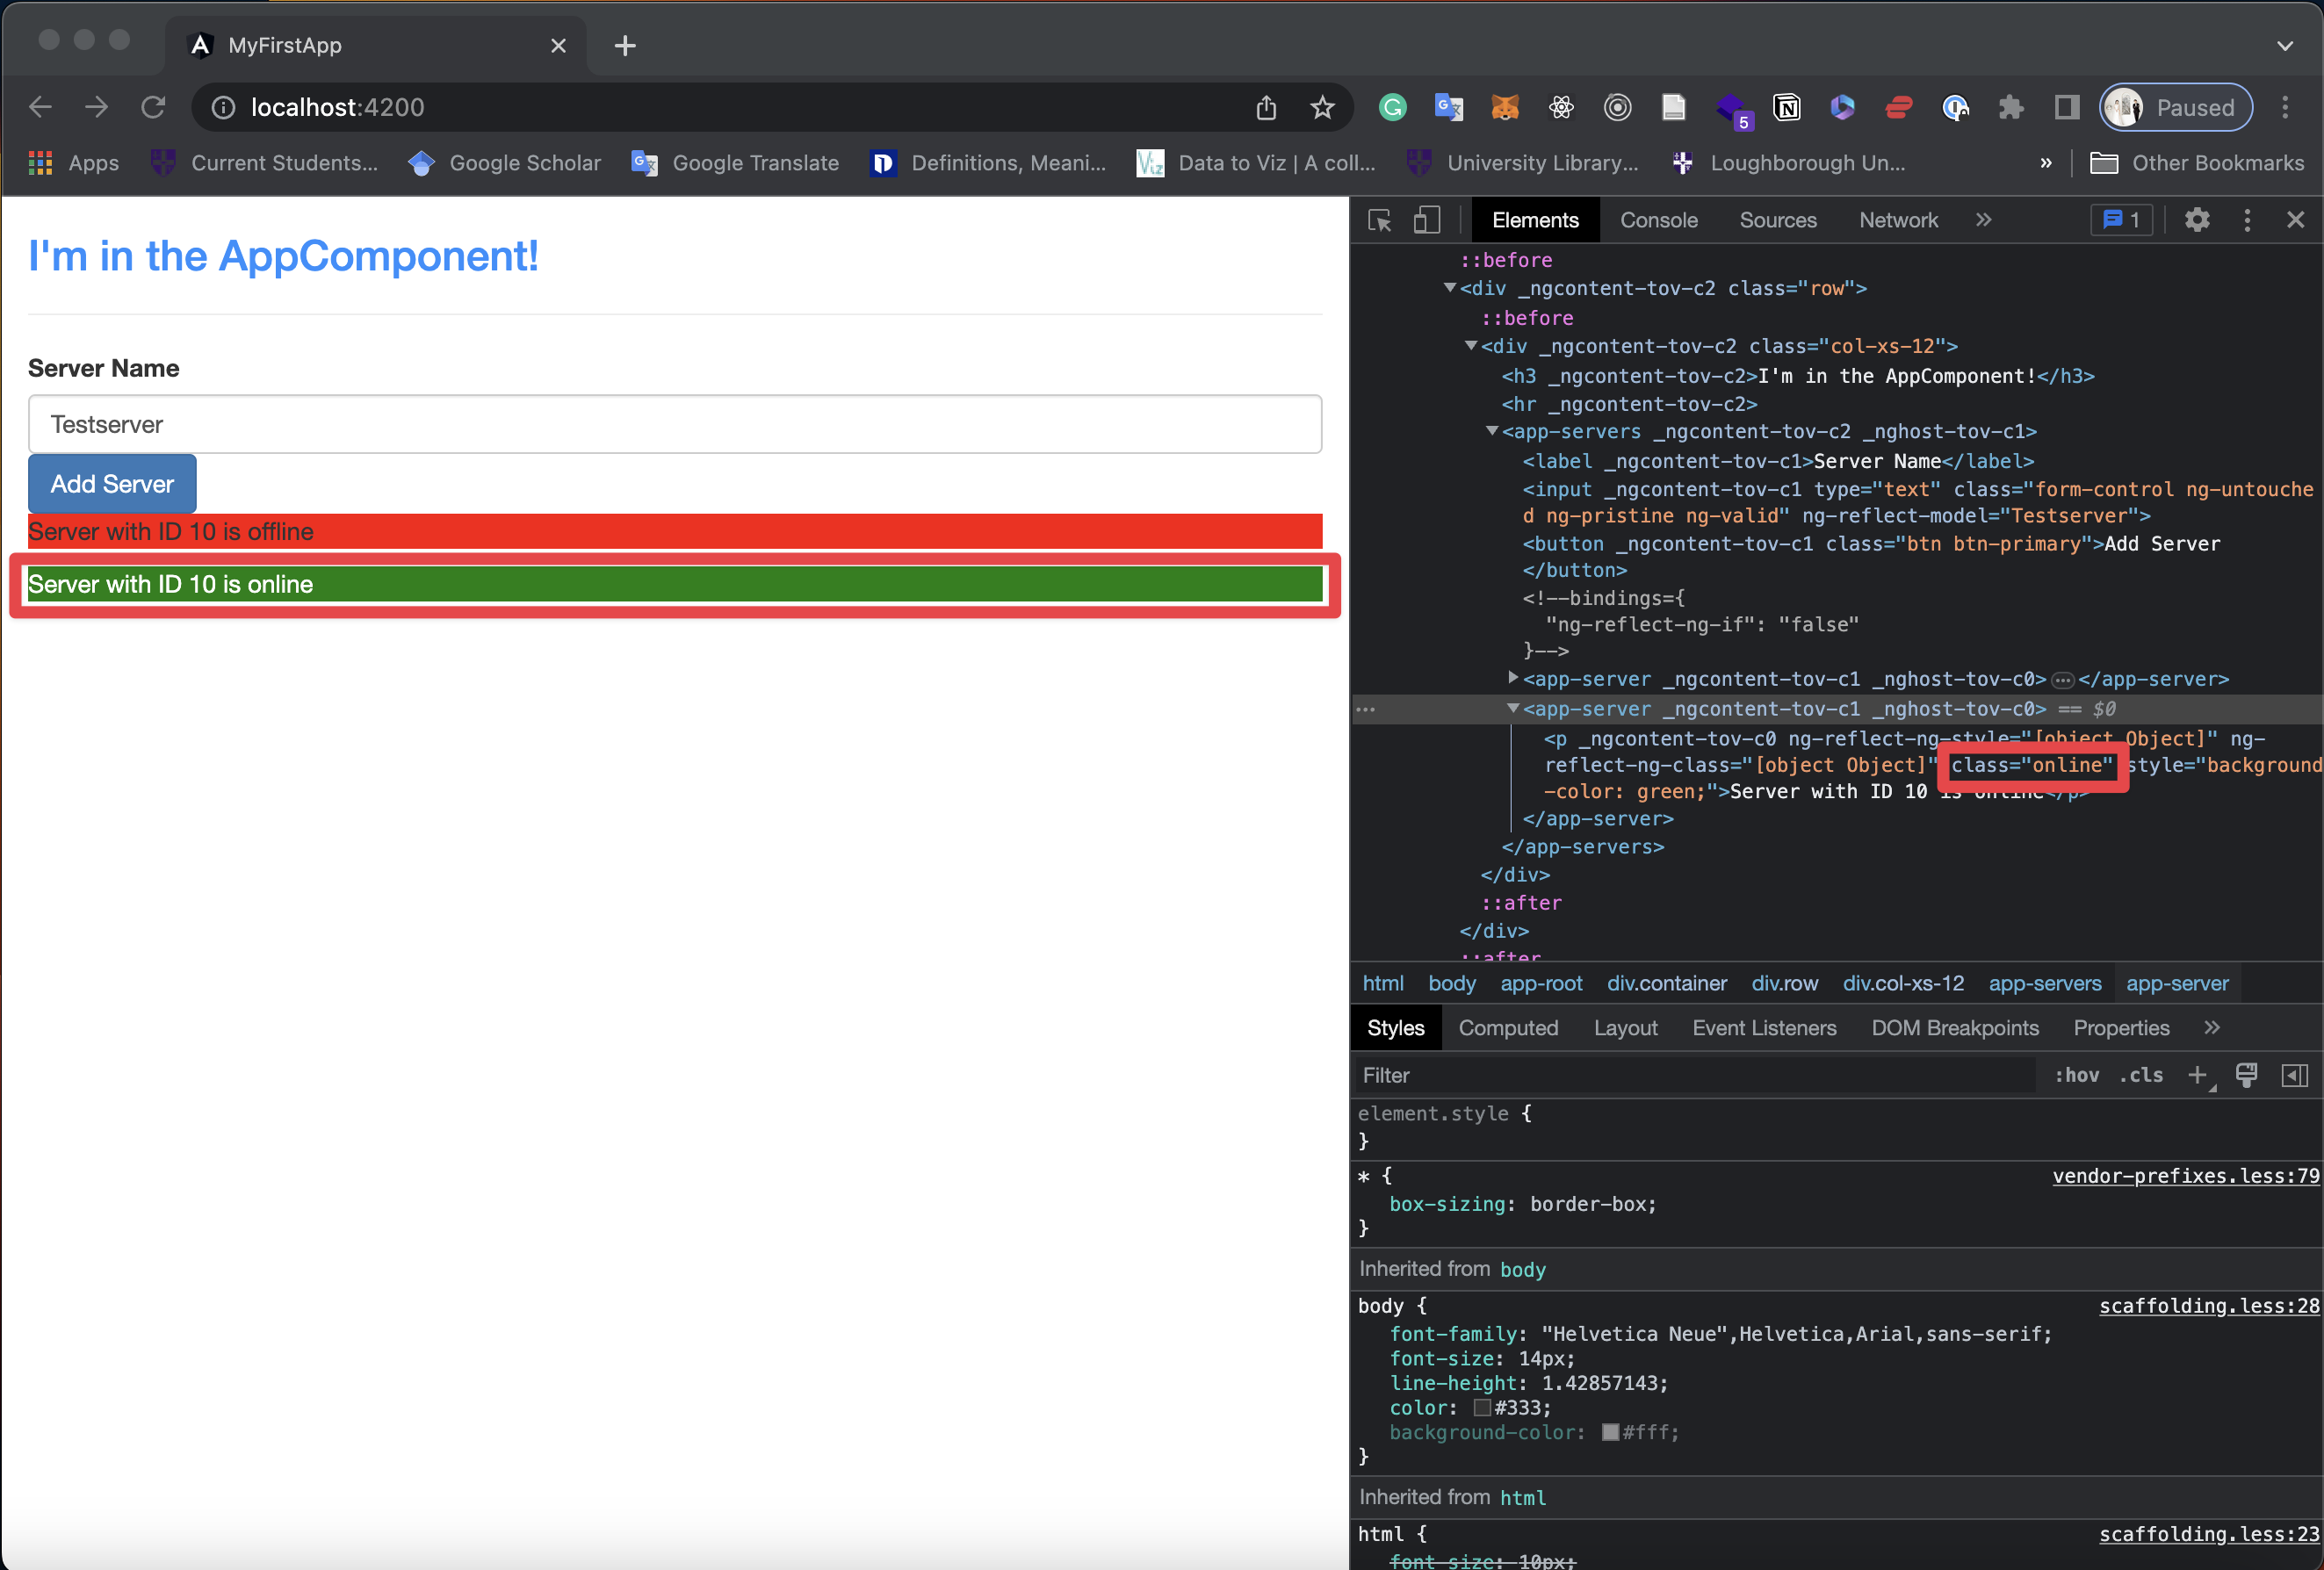 MyFirstApp
localhost:4200
5
Paused
Apps
Current Students...
Google Scholar
Google Translate
Definitions, Meani...
Data to Viz | A coll...
University Library...
Loughborough Un...
»
Other Bookmarks
I'm in the AppComponent!
Server Name
Testserver
Add Server
Server with ID 10 is offline
Server with ID 10 is online
Elements
Console
Sources
Network
»
1
::before
<div _ngcontent-tov-c2 class="row">
::before
<div _ngcontent-tov-c2 class="col-xs-12">
<h3 _ngcontent-tov-c2>I'm in the AppComponent!</h3>
<hr _ngcontent-tov-c2>
<app-servers _ngcontent-tov-c2 _nghost-tov-c1>
<label _ngcontent-tov-c1>Server Name</label>
<input _ngcontent-tov-c1 type="text" class="form-control ng-untouche
d ng-pristine ng-valid" ng-reflect-model="Testserver">
<button _ngcontent-tov-c1 class="btn btn-primary">Add Server
</button>
<!--bindings={
"ng-reflect-ng-if": "false"
}-->
<app-server _ngcontent-tov-c1 _nghost-tov-c0>…</app-server>
<app-server _ngcontent-tov-c1 _nghost-tov-c0> == $0
<p _ngcontent-tov-c0 ng-reflect-ng-style="[object Object]" ng-
reflect-ng-class="[object Object]" class="online" style="background
-color: green;">Server with ID 10 is online</p>
</app-server>
</app-servers>
</div>
::after
</div>
::after
html body app-root div.container div.row div.col-xs-12 app-servers app-server
Styles
Computed
Layout
Event Listeners
DOM Breakpoints
Properties
»
Filter
:hov
.cls
element.style {
}
* {
vendor-prefixes.less:79
box-sizing: border-box;
}
Inherited from body
body {
scaffolding.less:28
font-family: "Helvetica Neue",Helvetica,Arial,sans-serif;
font-size: 14px;
line-height: 1.42857143;
color: #333;
background-color: #fff;
}
Inherited from html
html {
scaffolding.less:23
font-size: 10px;